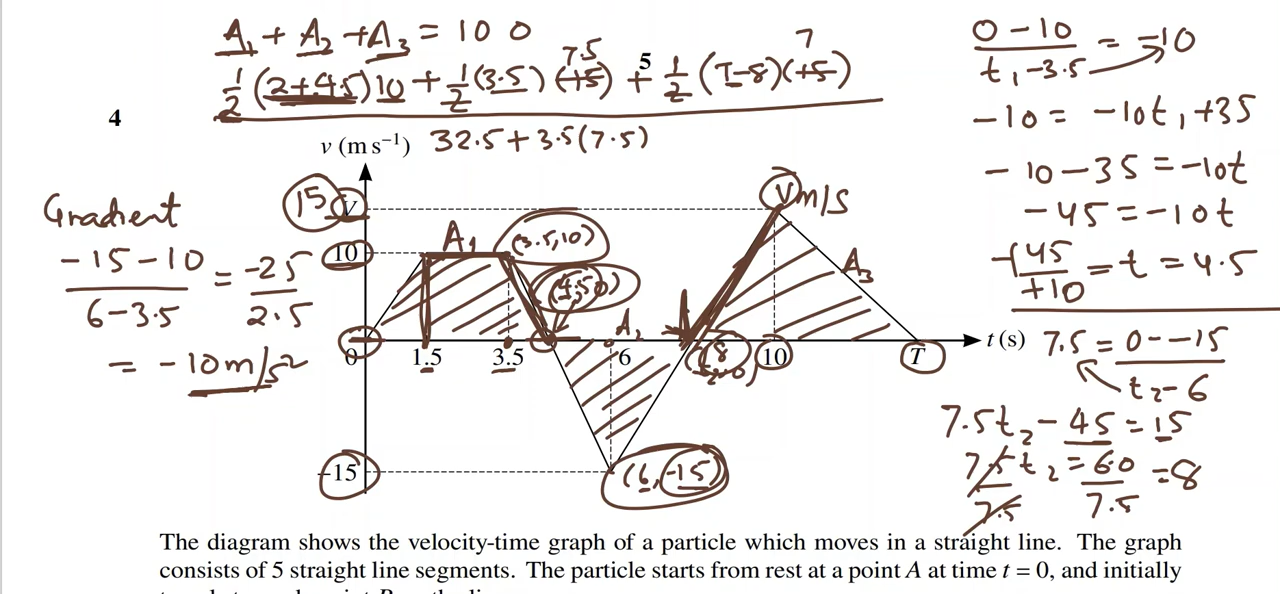 A₁ + A₂ + A₃ = 100
7.5 5 7
½(2+4.5)10 + ½(3.5)(+5) + ½(T-8)(+5)
4
v (m s⁻¹) 32.5 + 3.5(7.5)
Gradient
-15-10/6-3.5 = -25/2.5
= -10m/s²
15 V
10
0
-15
A₁
(3.5,10)
(4.5,0)
A₂
Vm/s
A₃
1.5
3.5
6
8
10
T
t (s)
(6,-15)
0-10/t₁-3.5 = -10
-10 = -10t₁+35
-10-35 = -10t
-45 = -10t
-45/+10 = t = 4.5
7.5 = 0--15/t₂-6
7.5t₂ - 45 = 15
7.5t₂/7.5 = 60/7.5 = 8
The diagram shows the velocity-time graph of a particle which moves in a straight line. The graph
consists of 5 straight line segments. The particle starts from rest at a point A at time t = 0, and initially